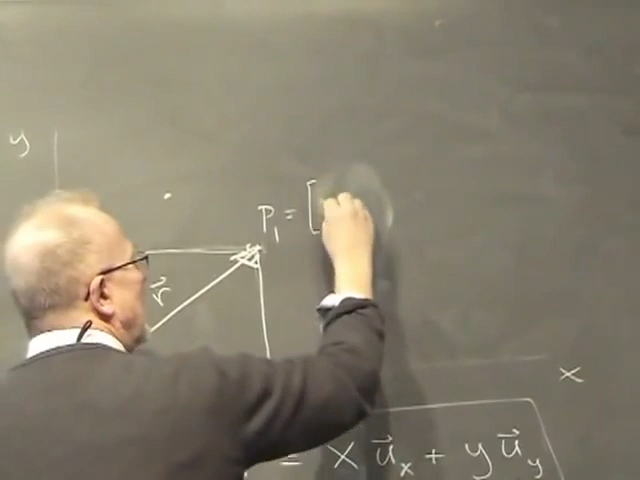 y
P₁ = [
r⃗
x
= x u⃗ₓ + y u⃗ᵧ